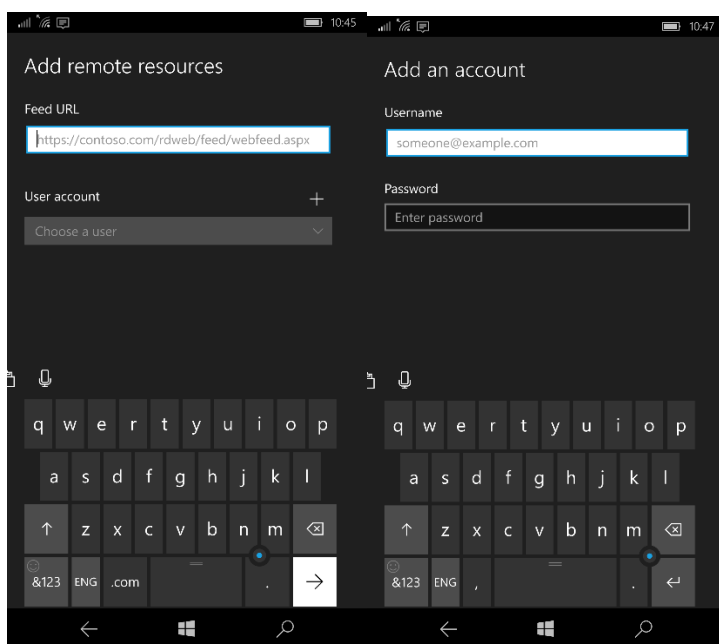 10:45
Add remote resources
Feed URL
https://contoso.com/rdweb/feed/webfeed.aspx
User account
Choose a user
q w e r t y u i o p
a s d f g h j k l
z x c v b n m
&123 ENG .com .
10:47
Add an account
Username
someone@example.com
Password
Enter password
q w e r t y u i o p
a s d f g h j k l
z x c v b n m
&123 ENG , .